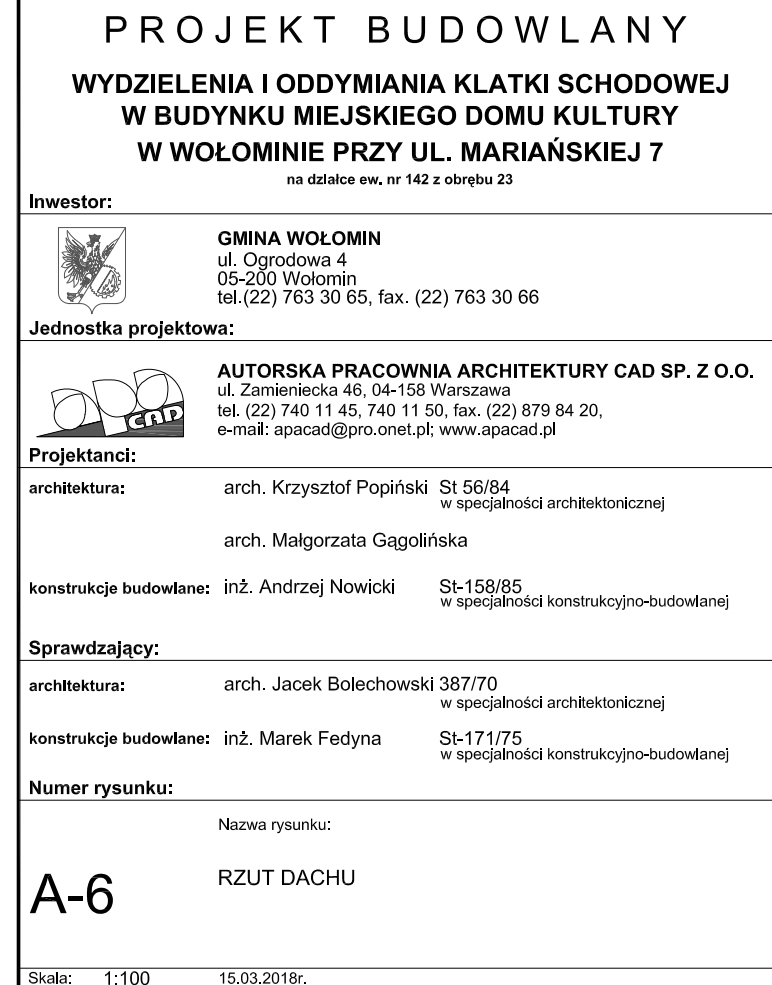 PROJEKT BUDOWLANY
WYDZIELENIA I ODDYMIANIA KLATKI SCHODOWEJ
W BUDYNKU MIEJSKIEGO DOMU KULTURY
W WOŁOMINIE PRZY UL. MARIAŃSKIEJ 7
na działce ew. nr 142 z obrębu 23
Inwestor:
GMINA WOŁOMIN
ul. Ogrodowa 4
05-200 Wołomin
tel.(22) 763 30 65, fax. (22) 763 30 66
Jednostka projektowa:
CAD
AUTORSKA PRACOWNIA ARCHITEKTURY CAD SP. Z O.O.
ul. Zamieniecka 46, 04-158 Warszawa
tel. (22) 740 11 45, 740 11 50, fax. (22) 879 84 20,
e-mail: apacad@pro.onet.pl; www.apacad.pl
Projektanci:
architektura: arch. Krzysztof Popiński St 56/84
w specjalności architektonicznej
arch. Małgorzata Gągolińska
konstrukcje budowlane: inż. Andrzej Nowicki St-158/85
w specjalności konstrukcyjno-budowlanej
Sprawdzający:
architektura: arch. Jacek Bolechowski 387/70
w specjalności architektonicznej
konstrukcje budowlane: inż. Marek Fedyna St-171/75
w specjalności konstrukcyjno-budowlanej
Numer rysunku:
Nazwa rysunku:
A-6 RZUT DACHU
Skala: 1:100 15.03.2018r.